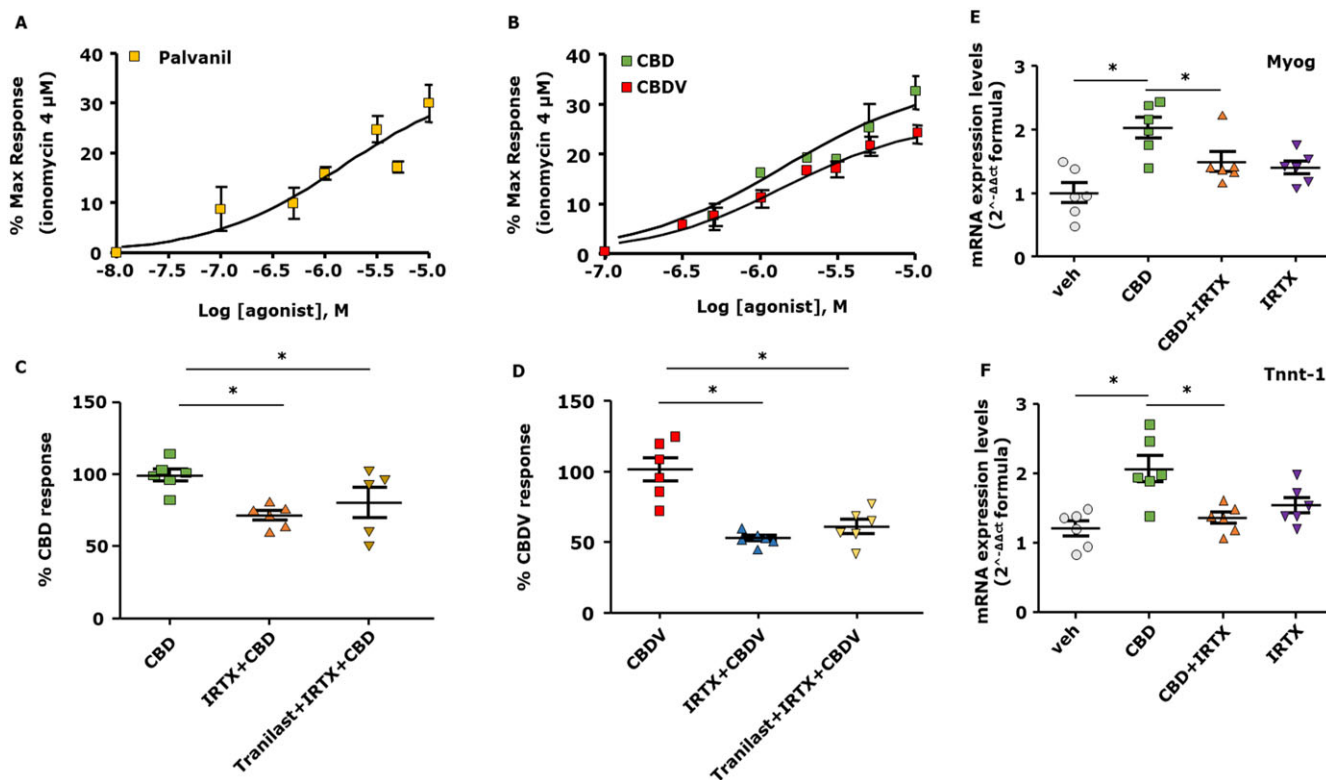 A
Palvanil
% Max Response
(ionomycin 4 µM)
40
30
20
10
0
-8.0 -7.5 -7.0 -6.5 -6.0 -5.5 -5.0
Log [agonist], M
B
CBD
CBDV
% Max Response
(ionomycin 4 µM)
40
30
20
10
0
-7.0 -6.5 -6.0 -5.5 -5.0
Log [agonist], M
C
*
*
% CBD response
150
100
50
0
CBD
IRTX+CBD
Tranilast+IRTX+CBD
D
*
*
% CBDV response
150
100
50
0
CBDV
IRTX+CBDV
Tranilast+IRTX+CBDV
E
Myog
* *
mRNA expression levels
(2^-ΔΔct formula)
3
2
1
0
veh
CBD
CBD+IRTX
IRTX
F
Tnnt-1
* *
mRNA expression levels
(2^-ΔΔct formula)
3
2
1
0
veh
CBD
CBD+IRTX
IRTX